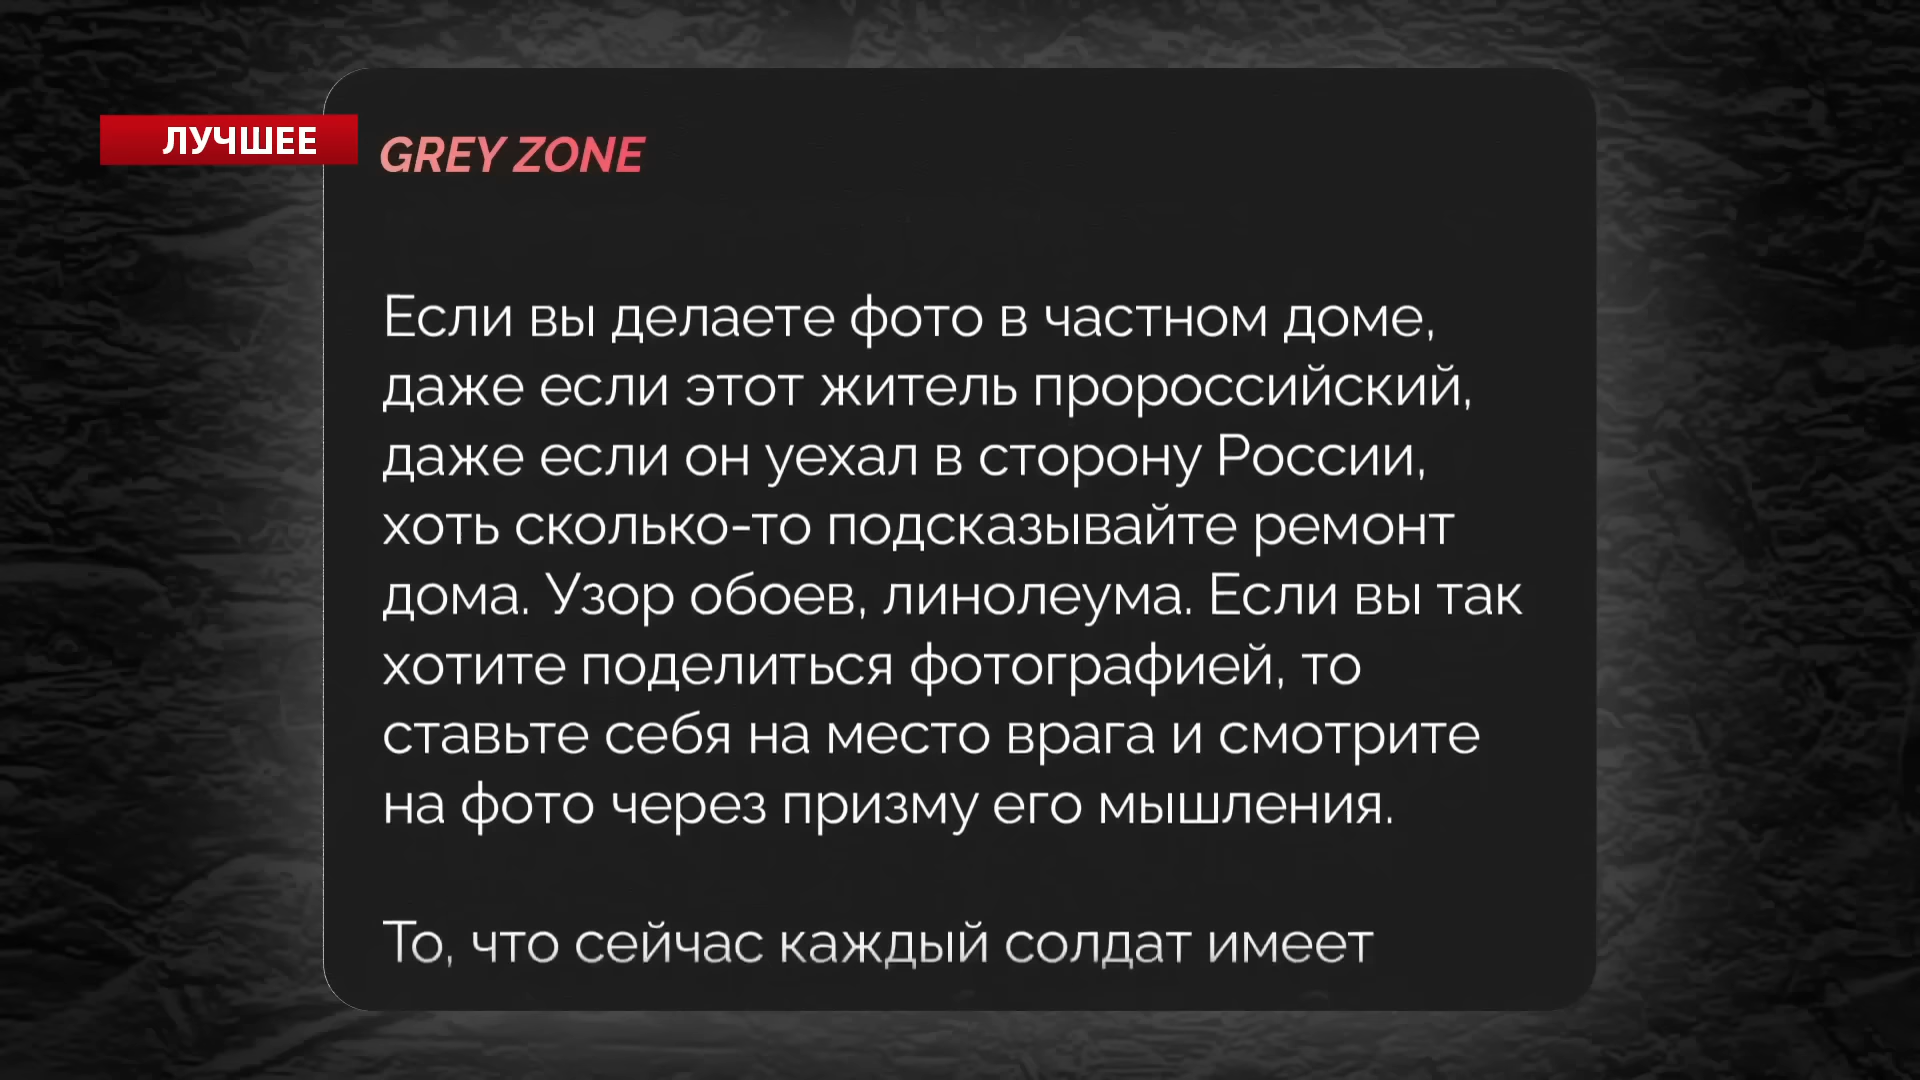 ЛУЧШЕЕ
GREY ZONE
Если вы делаете фото в частном доме,
даже если этот житель пророссийский,
даже если он уехал в сторону России,
хоть сколько-то подсказывайте ремонт
дома. Узор обоев, линолеума. Если вы так
хотите поделиться фотографией, то
ставьте себя на место врага и смотрите
на фото через призму его мышления.
То, что сейчас каждый солдат имеет